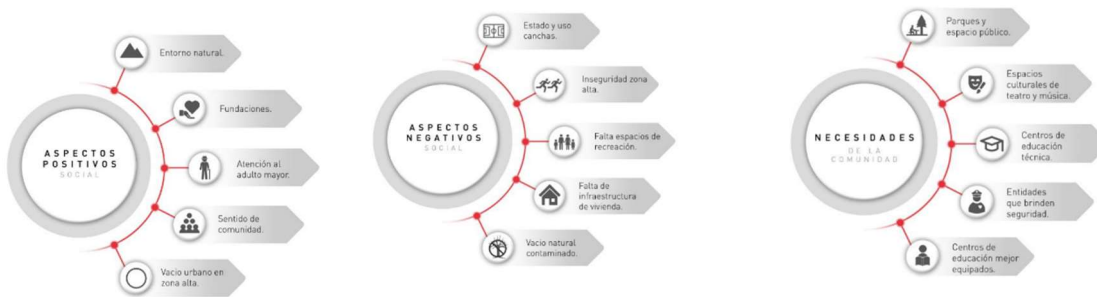 ASPECTOS
POSITIVOS
SOCIAL
Entorno natural.
Fundaciones.
Atención al
adulto mayor.
Sentido de
comunidad.
Vacio urbano en
zona alta.
ASPECTOS
NEGATIVOS
SOCIAL
Estado y uso
canchas.
Inseguridad zona
alta.
Falta espacios de
recreación.
Falta de
infraestructura
de vivienda.
Vacio natural
contaminado.
NECESIDADES
DE LA
COMUNIDAD
Parques y
espacio público.
Espacios
culturales de
teatro y música.
Centros de
educación
técnica.
Entidades
que brinden
seguridad.
Centros de
educación mejor
equipados.